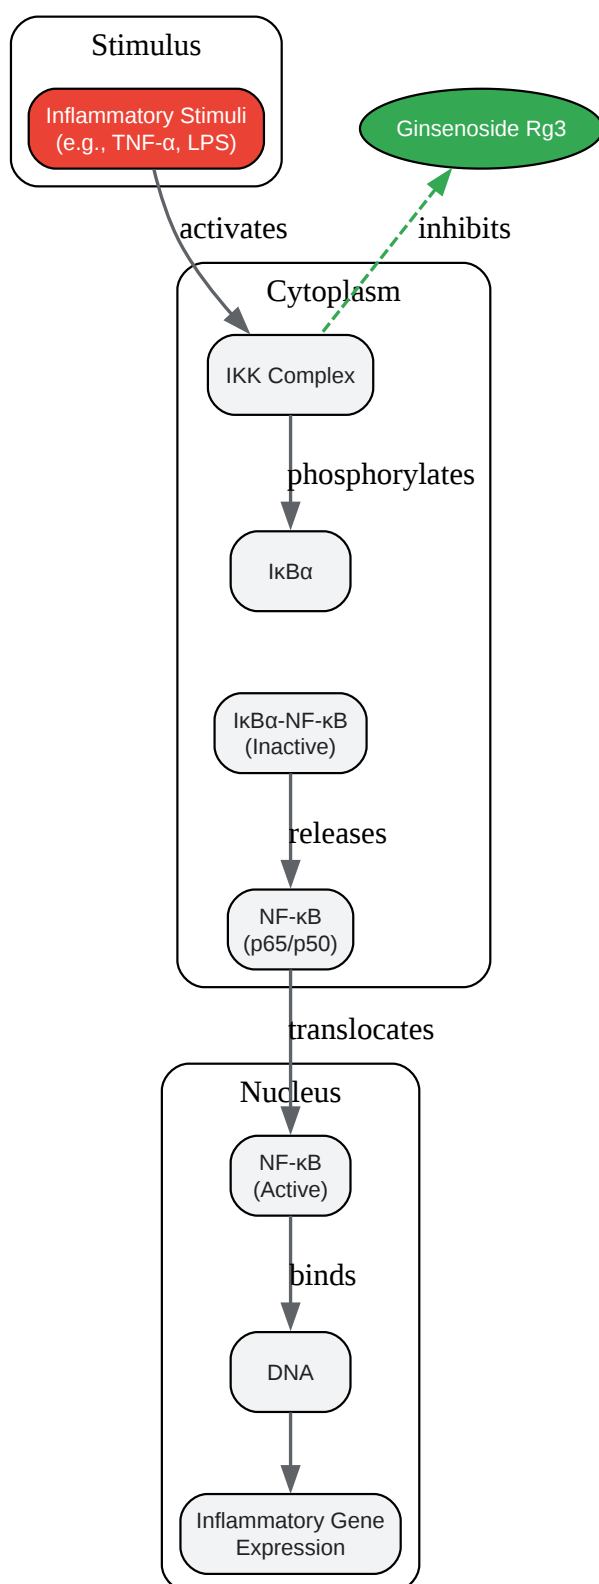 Stimulus
Inflammatory Stimuli
(e.g., TNF-α, LPS)
Ginsenoside Rg3
activates
inhibits
Cytoplasm
IKK Complex
phosphorylates
IκBα
IκBα-NF-κB
(Inactive)
releases
NF-κB
(p65/p50)
translocates
Nucleus
NF-κB
(Active)
binds
DNA
Inflammatory Gene
Expression